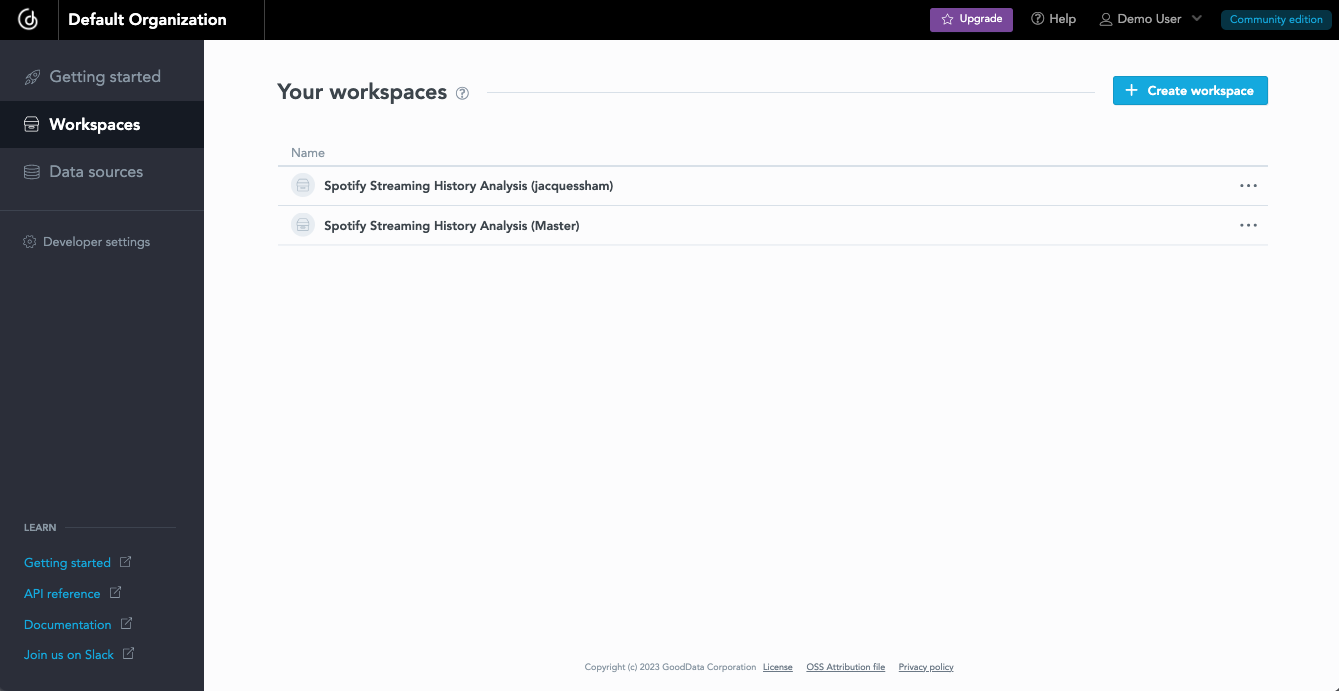 Default Organization
Upgrade
Help
Demo User
Community edition
Getting started
Workspaces
Data sources
Developer settings
LEARN
Getting started
API reference
Documentation
Join us on Slack
Your workspaces
Create workspace
Name
Spotify Streaming History Analysis (jacquessham)
Spotify Streaming History Analysis (Master)
Copyright (c) 2023 GoodData Corporation License OSS Attribution file Privacy policy